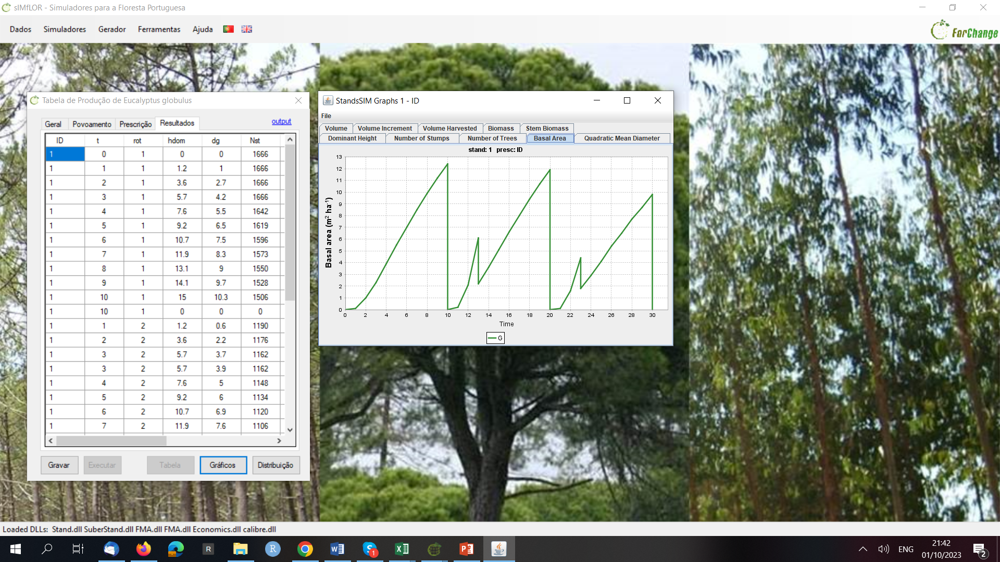 sIMfLOR - Simuladores para a Floresta Portuguesa
Dados Simuladores Gerador Ferramentas Ajuda
ForChange
Tabela de Produção de Eucalyptus globulus
Geral Povoamento Prescrição Resultados output
ID t rot hdom dg Nst
1 0 1 0 0 1666
1 1 1 1.2 1 1666
1 2 1 3.6 2.7 1666
1 3 1 5.7 4.2 1666
1 4 1 7.6 5.5 1642
1 5 1 9.2 6.5 1619
1 6 1 10.7 7.5 1596
1 7 1 11.9 8.3 1573
1 8 1 13.1 9 1550
1 9 1 14.1 9.7 1528
1 10 1 15 10.3 1506
1 10 1 0 0 0
1 1 2 1.2 0.6 1190
1 2 2 3.6 2.2 1176
1 3 2 5.7 3.7 1162
1 3 2 5.7 3.9 1162
1 4 2 7.6 5 1148
1 5 2 9.2 6 1134
1 6 2 10.7 6.9 1120
1 7 2 11.9 7.6 1106
Gravar Executar Tabela Gráficos Distribuição
StandsSIM Graphs 1 - ID
File
Volume Volume Increment Volume Harvested Biomass Stem Biomass
Dominant Height Number of Stumps Number of Trees Basal Area Quadratic Mean Diameter
stand: 1 presc: ID
Basal area (m² ha⁻¹)
13
12
11
10
9
8
7
6
5
4
3
2
1
0
0 2 4 6 8 10 12 14 16 18 20 22 24 26 28 30
Time
G
Loaded DLLs: Stand.dll SuberStand.dll FMA.dll FMA.dll Economics.dll calibre.dll
R
R
W
S
1
X
P
ENG
21:42
01/10/2023
2